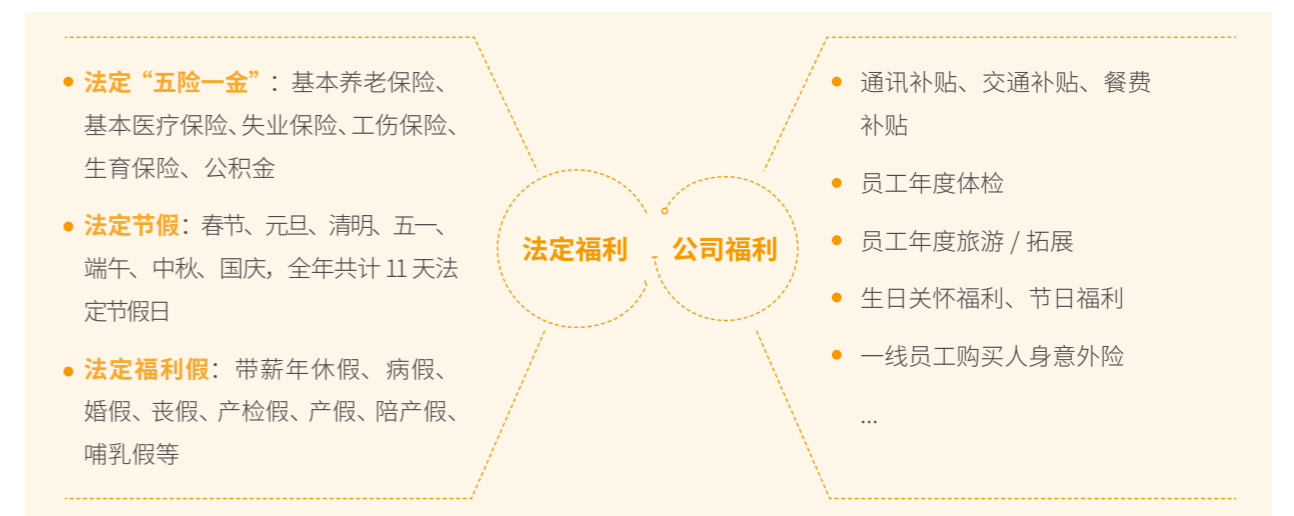 法定“五险一金”：基本养老保险、
基本医疗保险、失业保险、工伤保险、
生育保险、公积金
法定节假：春节、元旦、清明、五一、
端午、中秋、国庆，全年共计 11 天法
定节假日
法定福利假：带薪年休假、病假、
婚假、丧假、产检假、产假、陪产假、
哺乳假等
法定福利
公司福利
通讯补贴、交通补贴、餐费
补贴
员工年度体检
员工年度旅游 / 拓展
生日关怀福利、节日福利
一线员工购买人身意外险
...